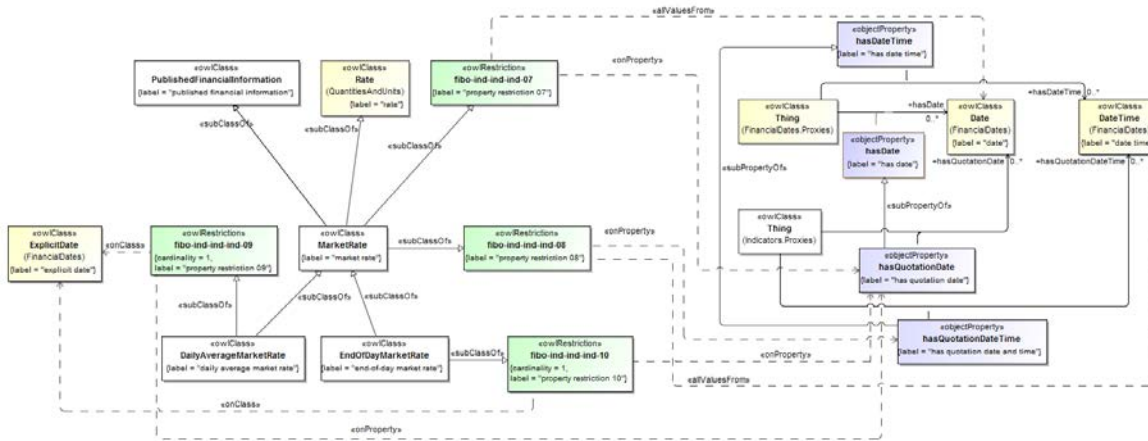 «allValuesFrom»
«objectProperty»
hasDateTime
[label = "has date time"]
«owlClass»
PublishedFinancialInformation
[label = "published financial information"]
«owlClass»
Rate
(QuantitiesAndUnits)
[label = "rate"]
«owlRestriction»
fibo-ind-ind-ind-07
[label = "property restriction 07"]
«onProperty»
«hasDateTime» 0..*
«owlClass»
Thing
(FinancialDates.Proxies)
«hasDate
0..*
«owlClass»
Date
(FinancialDates)
[label = "date"]
«owlClass»
DateTime
(FinancialDates)
[label = "date time
«subClassOf»
«subClassOf»
«subClassOf»
«objectProperty»
hasDate
[label = "has date"]
«hasQuotationDate» 0..*
«hasQuotationDateTime» 0..*
«subPropertyOf»
«subPropertyOf»
«owlClass»
ExplicitDate
(FinancialDates)
[label = "explicit date"]
«onClass»
«owlRestriction»
fibo-ind-ind-ind-09
{cardinality = 1,
label = "property restriction 09"}
«owlClass»
MarketRate
[label = "market rate"]
«subClassOf»
«owlRestriction»
fibo-ind-ind-ind-08
[label = "property restriction 08"]
«onProperty»
«owlClass»
Thing
(Indicators.Proxies)
«objectProperty»
hasQuotationDate
[label = "has quotation date"]
«subClassOf»
«subClassOf»
«subClassOf»
«owlClass»
DailyAverageMarketRate
[label = "daily average market rate"]
«owlClass»
EndOfDayMarketRate
[label = "end-of-day market rate"]
«subClassOf»
«owlRestriction»
fibo-ind-ind-ind-10
{cardinality = 1,
label = "property restriction 10"}
«onProperty»
«objectProperty»
hasQuotationDateTime
[label = "has quotation date and time"]
«allValuesFrom»
«onClass»
«onProperty»